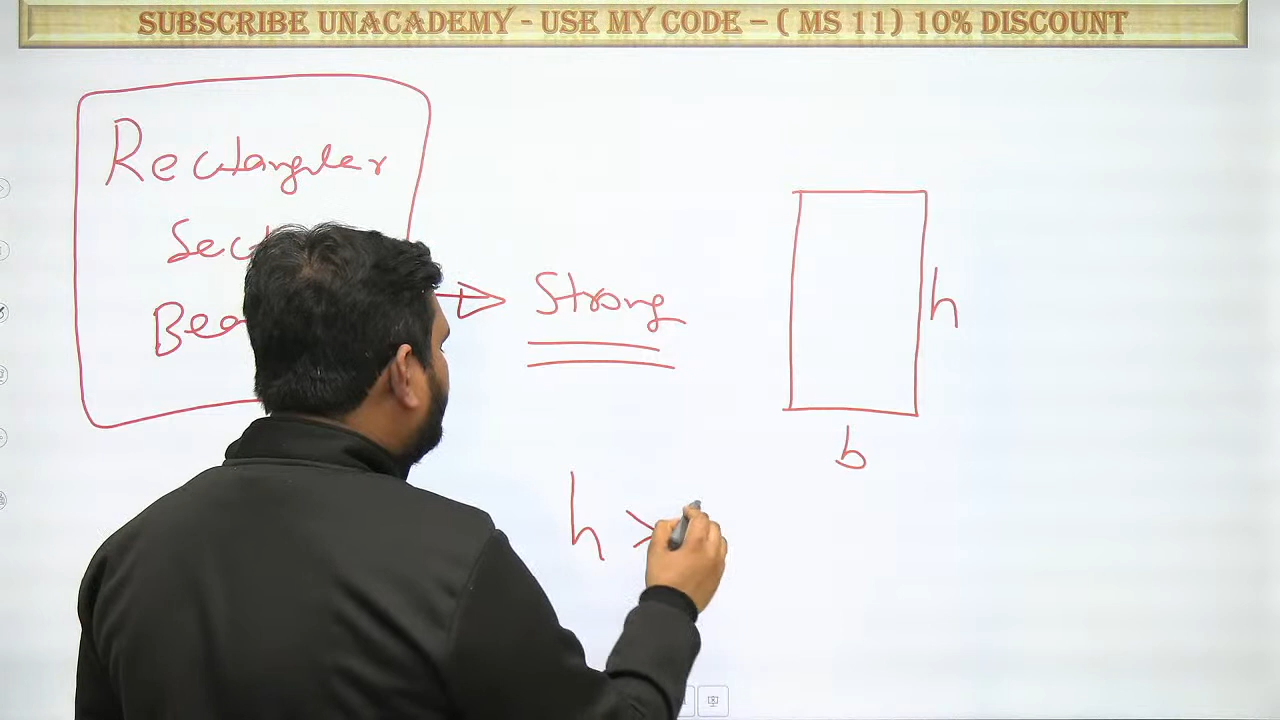 SUBSCRIBE UNACADEMY - USE MY CODE – ( MS 11) 10% DISCOUNT
Rectangular
Strong
h
b
h >